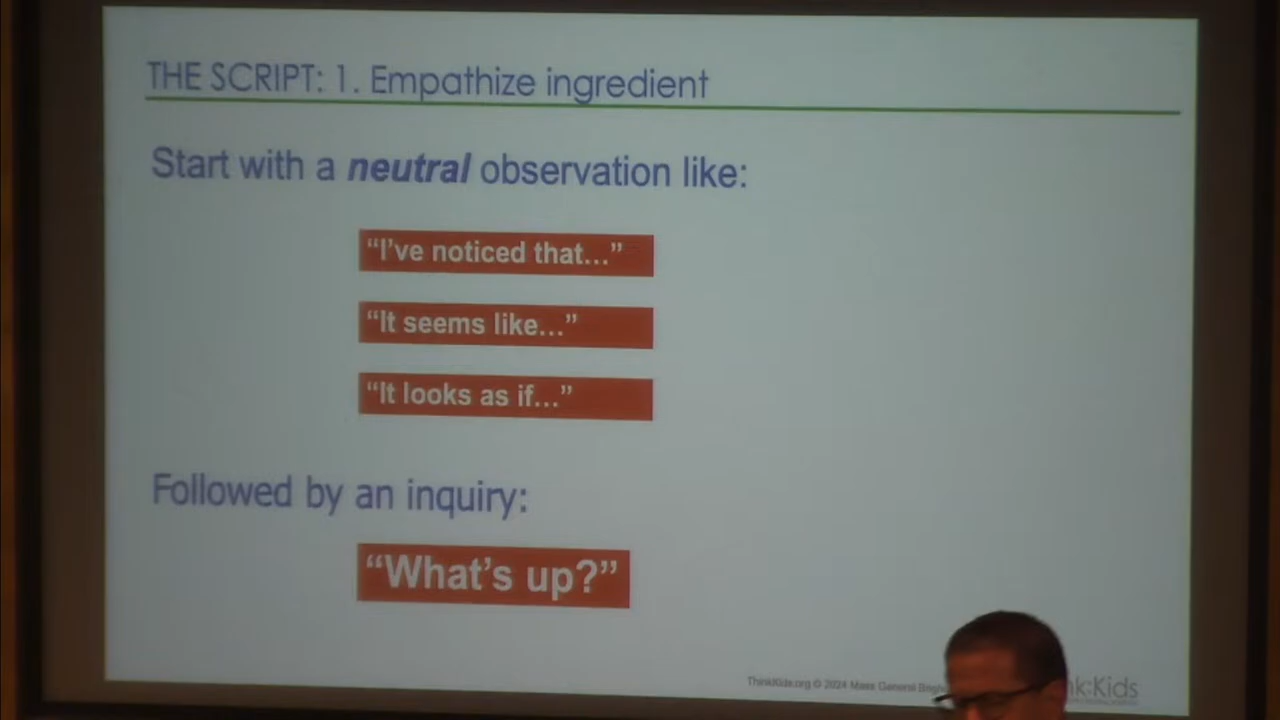 THE SCRIPT: 1. Empathize ingredient
Start with a neutral observation like:
“I’ve noticed that...”
“It seems like...”
“It looks as if...”
Followed by an inquiry:
“What’s up?”
ThinkKids.org © 2024 Mass General
k:Kids